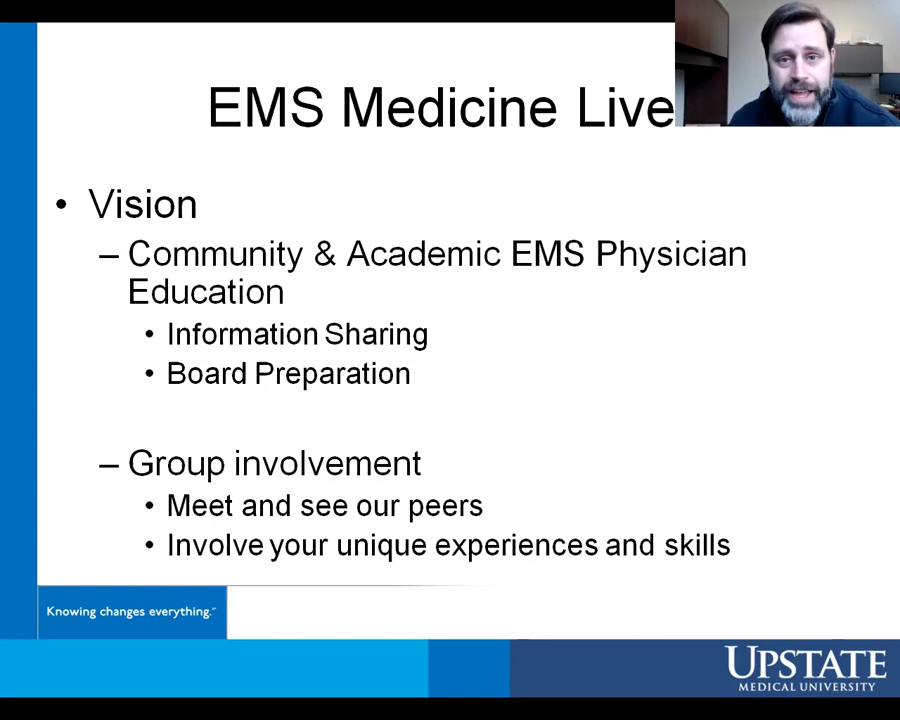 EMS Medicine Live
• Vision
– Community & Academic EMS Physician
Education
• Information Sharing
• Board Preparation
– Group involvement
• Meet and see our peers
• Involve your unique experiences and skills
Knowing changes everything.™
UPSTATE
MEDICAL UNIVERSITY